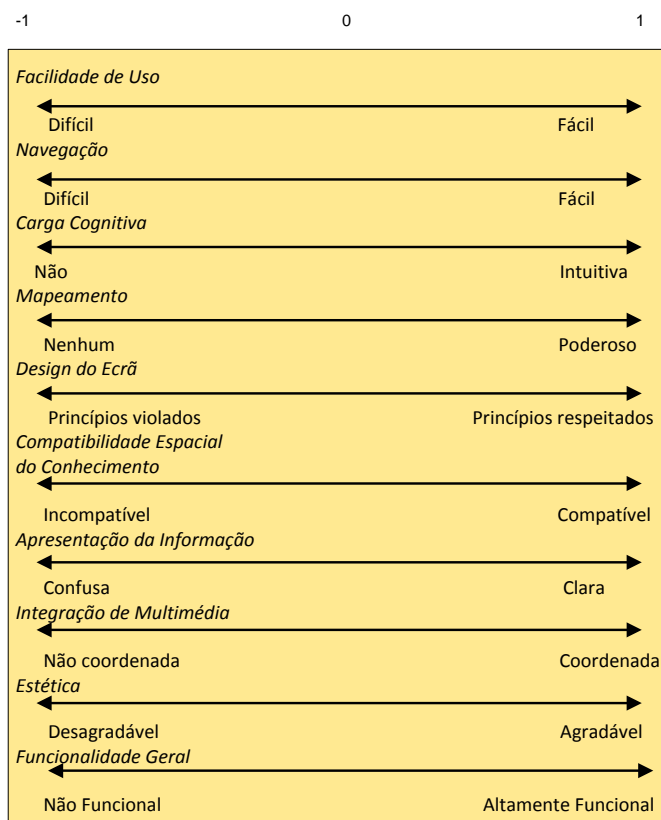 -1 0 1
Facilidade de Uso
Difícil Fácil
Navegação
Difícil Fácil
Carga Cognitiva
Não Intuitiva
Mapeamento
Nenhum Poderoso
Design do Ecrã
Princípios violados Princípios respeitados
Compatibilidade Espacial
do Conhecimento
Incompatível Compatível
Apresentação da Informação
Confusa Clara
Integração de Multimédia
Não coordenada Coordenada
Estética
Desagradável Agradável
Funcionalidade Geral
Não Funcional Altamente Funcional